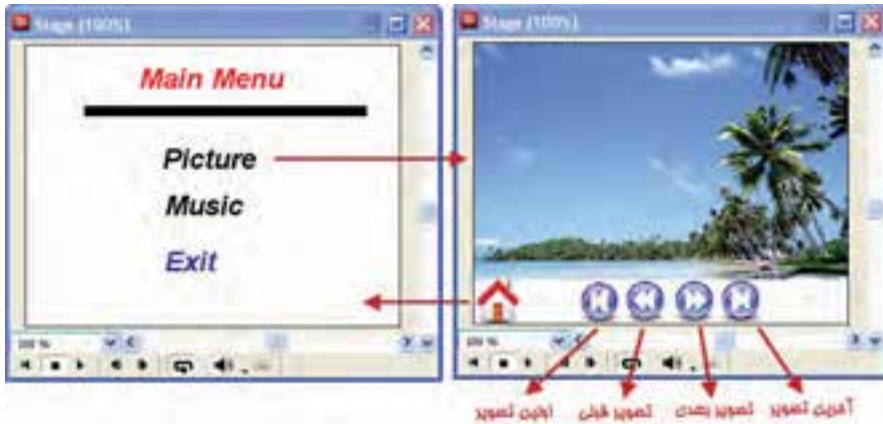 Stage (100%)
Main Menu
Picture
Music
Exit
100 %
Stage (100%)
100 %
اولین تصویر تصویر قبلی تصویر بعدی آخرین تصویر